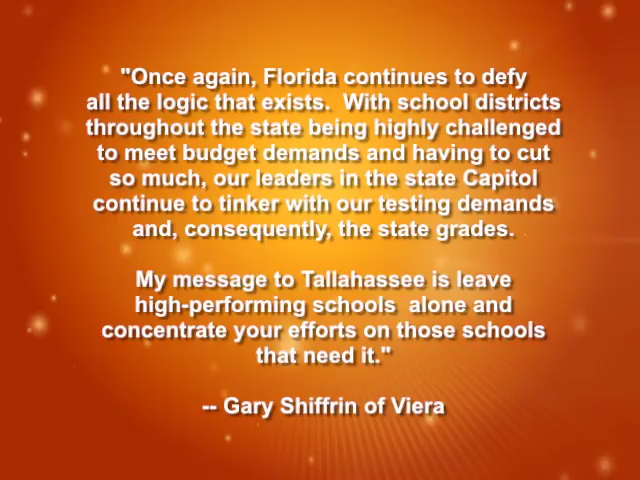 "Once again, Florida continues to defy
all the logic that exists.  With school districts
throughout the state being highly challenged
to meet budget demands and having to cut
so much, our leaders in the state Capitol
continue to tinker with our testing demands
and, consequently, the state grades.
My message to Tallahassee is leave
high-performing schools  alone and
concentrate your efforts on those schools
that need it."
-- Gary Shiffrin of Viera